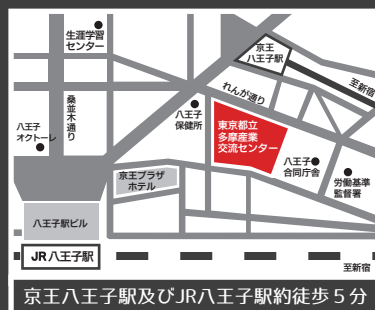 生涯学習
センター
京王
八王子駅
至新宿
れんが通り
桑並木通り
八王子
保健所
東京都立
多摩産業
交流センター
八王子
オクトーレ
八王子
合同庁舎
労働基準
監督署
京王プラザ
ホテル
八王子駅ビル
JR八王子駅
至新宿
京王八王子駅及びJR八王子駅約徒歩5分